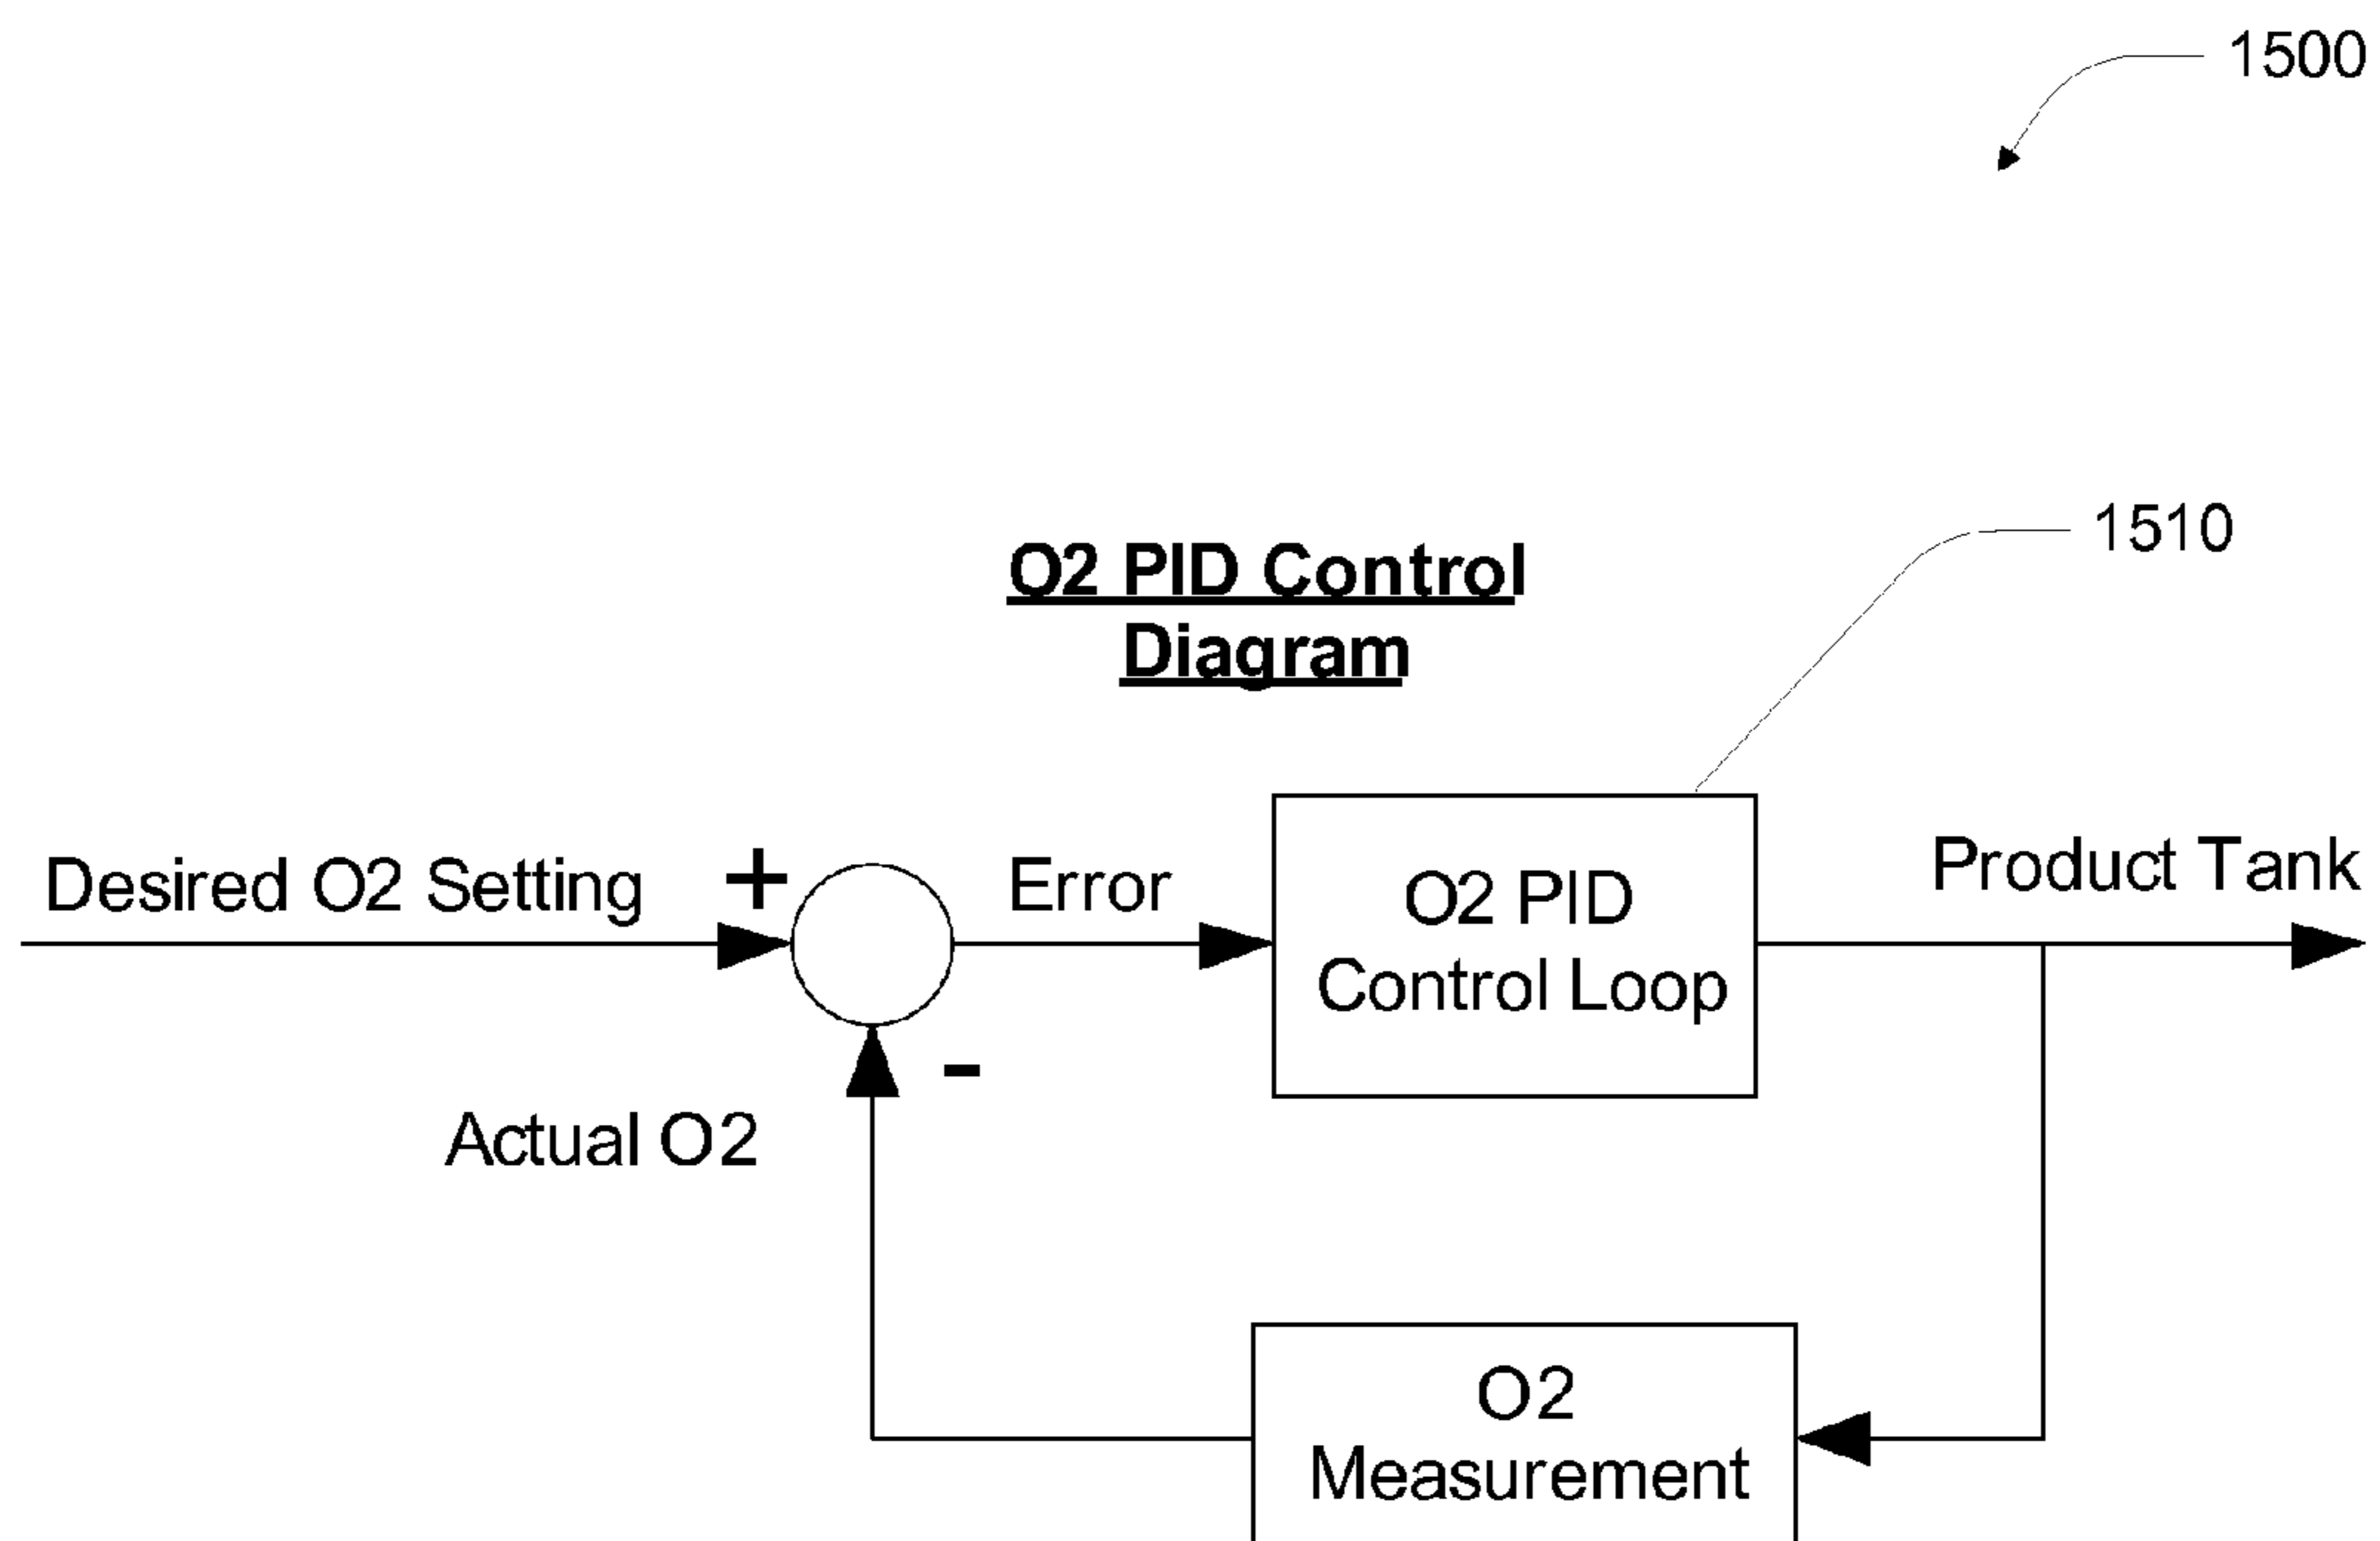 1500
1510
O2 PID Control
Diagram
Desired O2 Setting
+
Error
O2 PID
Control Loop
Product Tank
-
Actual O2
O2
Measurement